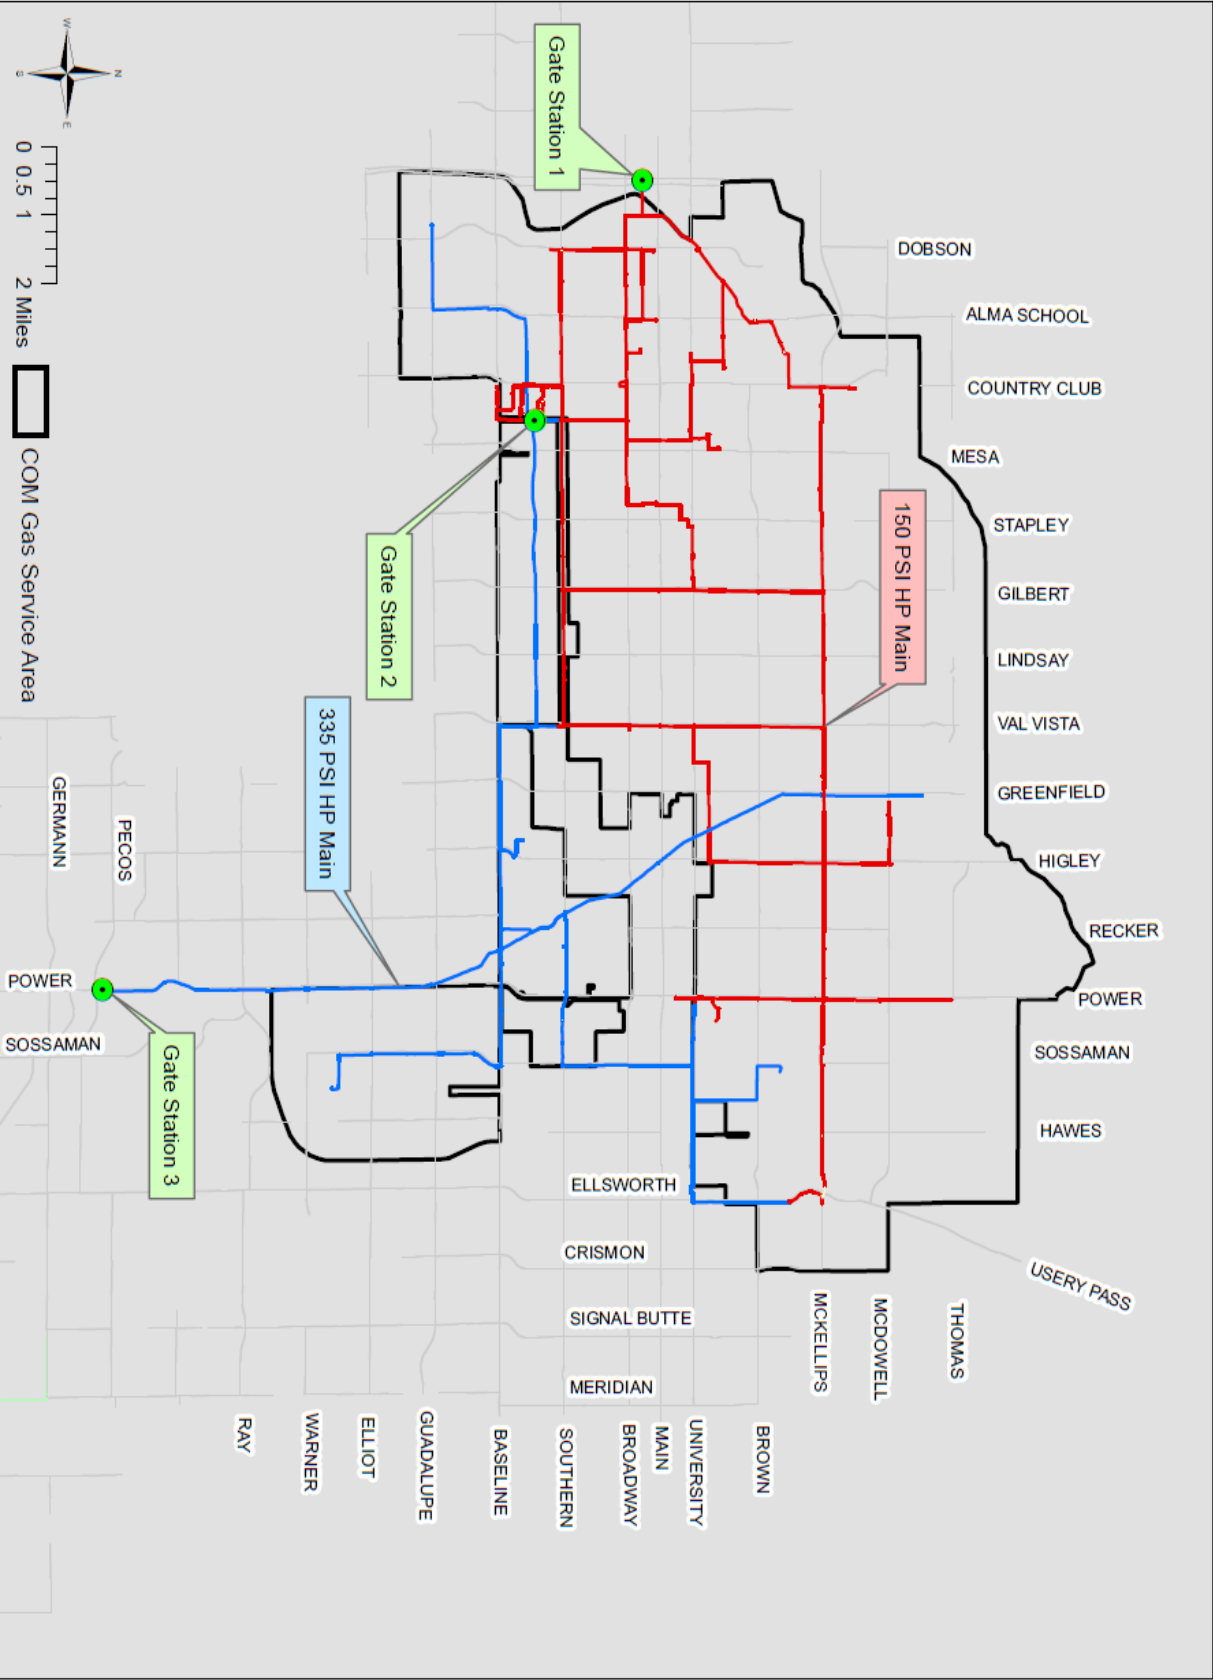 Gate Station 1
DOBSON
ALMA SCHOOL
COUNTRY CLUB
MESA
STAPLEY
GILBERT
LINDSAY
VAL VISTA
GREENFIELD
HIGLEY
RECKER
POWER
SOSSAMAN
HAWES
USERY PASS
150 PSI HP Main
Gate Station 2
335 PSI HP Main
GERMANN
PECOS
POWER
SOSSAMAN
Gate Station 3
ELLSWORTH
CRISMON
SIGNAL BUTTE
MERIDIAN
THOMAS
MCDOWELL
MCKELLIPS
BROWN
UNIVERSITY
MAIN
BROADWAY
SOUTHERN
BASELINE
GUADALUPE
ELLIOT
WARNER
RAY
N
W
E
S
0 0.5 1 2 Miles
COM Gas Service Area